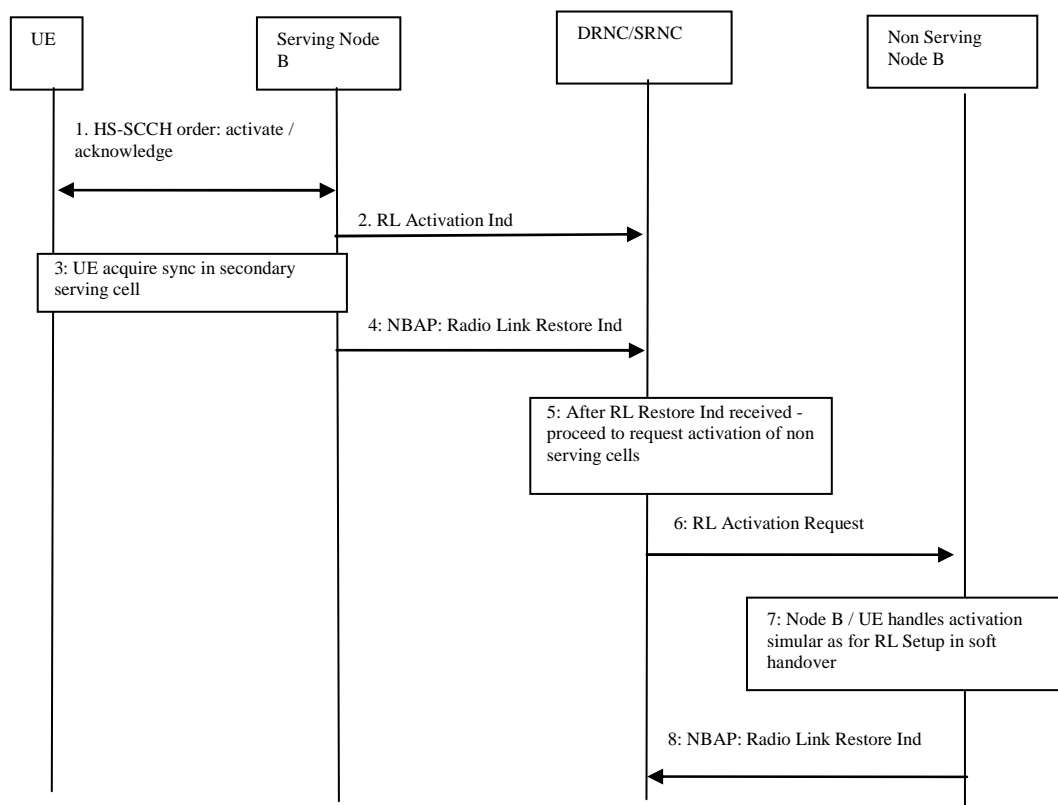 UE
Serving Node
B
DRNC/SRNC
Non Serving
Node B
1. HS-SCCH order: activate /
acknowledge
2. RL Activation Ind
3: UE acquire sync in secondary
serving cell
4: NBAP: Radio Link Restore Ind
5: After RL Restore Ind received -
proceed to request activation of non
serving cells
6: RL Activation Request
7: Node B / UE handles activation
simular as for RL Setup in soft
handover
8: NBAP: Radio Link Restore Ind